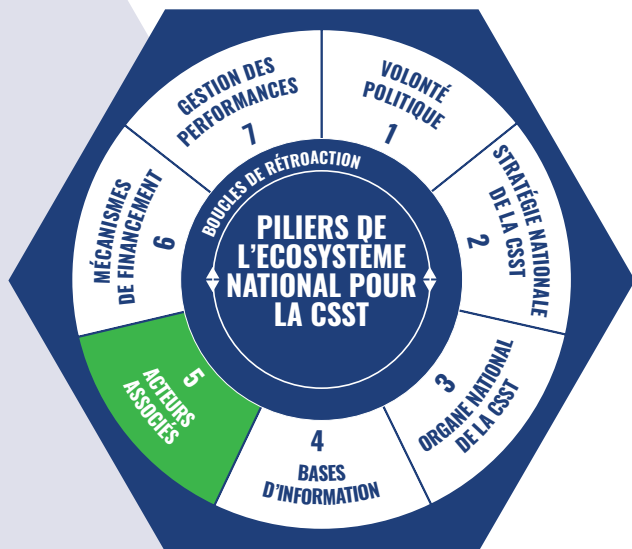 PILIERS DE
L'ECOSYSTÈME
NATIONAL POUR
LA CSST
BOUCLES DE RÉTROACTION
VOLONTÉ
POLITIQUE
1
STRATÉGIE NATIONALE
DE LA CSST
2
3
ORGANE NATIONAL
DE LA CSST
4
BASES
D'INFORMATION
5
ACTEURS
ASSOCIÉS
MÉCANISMES
DE FINANCEMENT
6
GESTION DES
PERFORMANCES
7